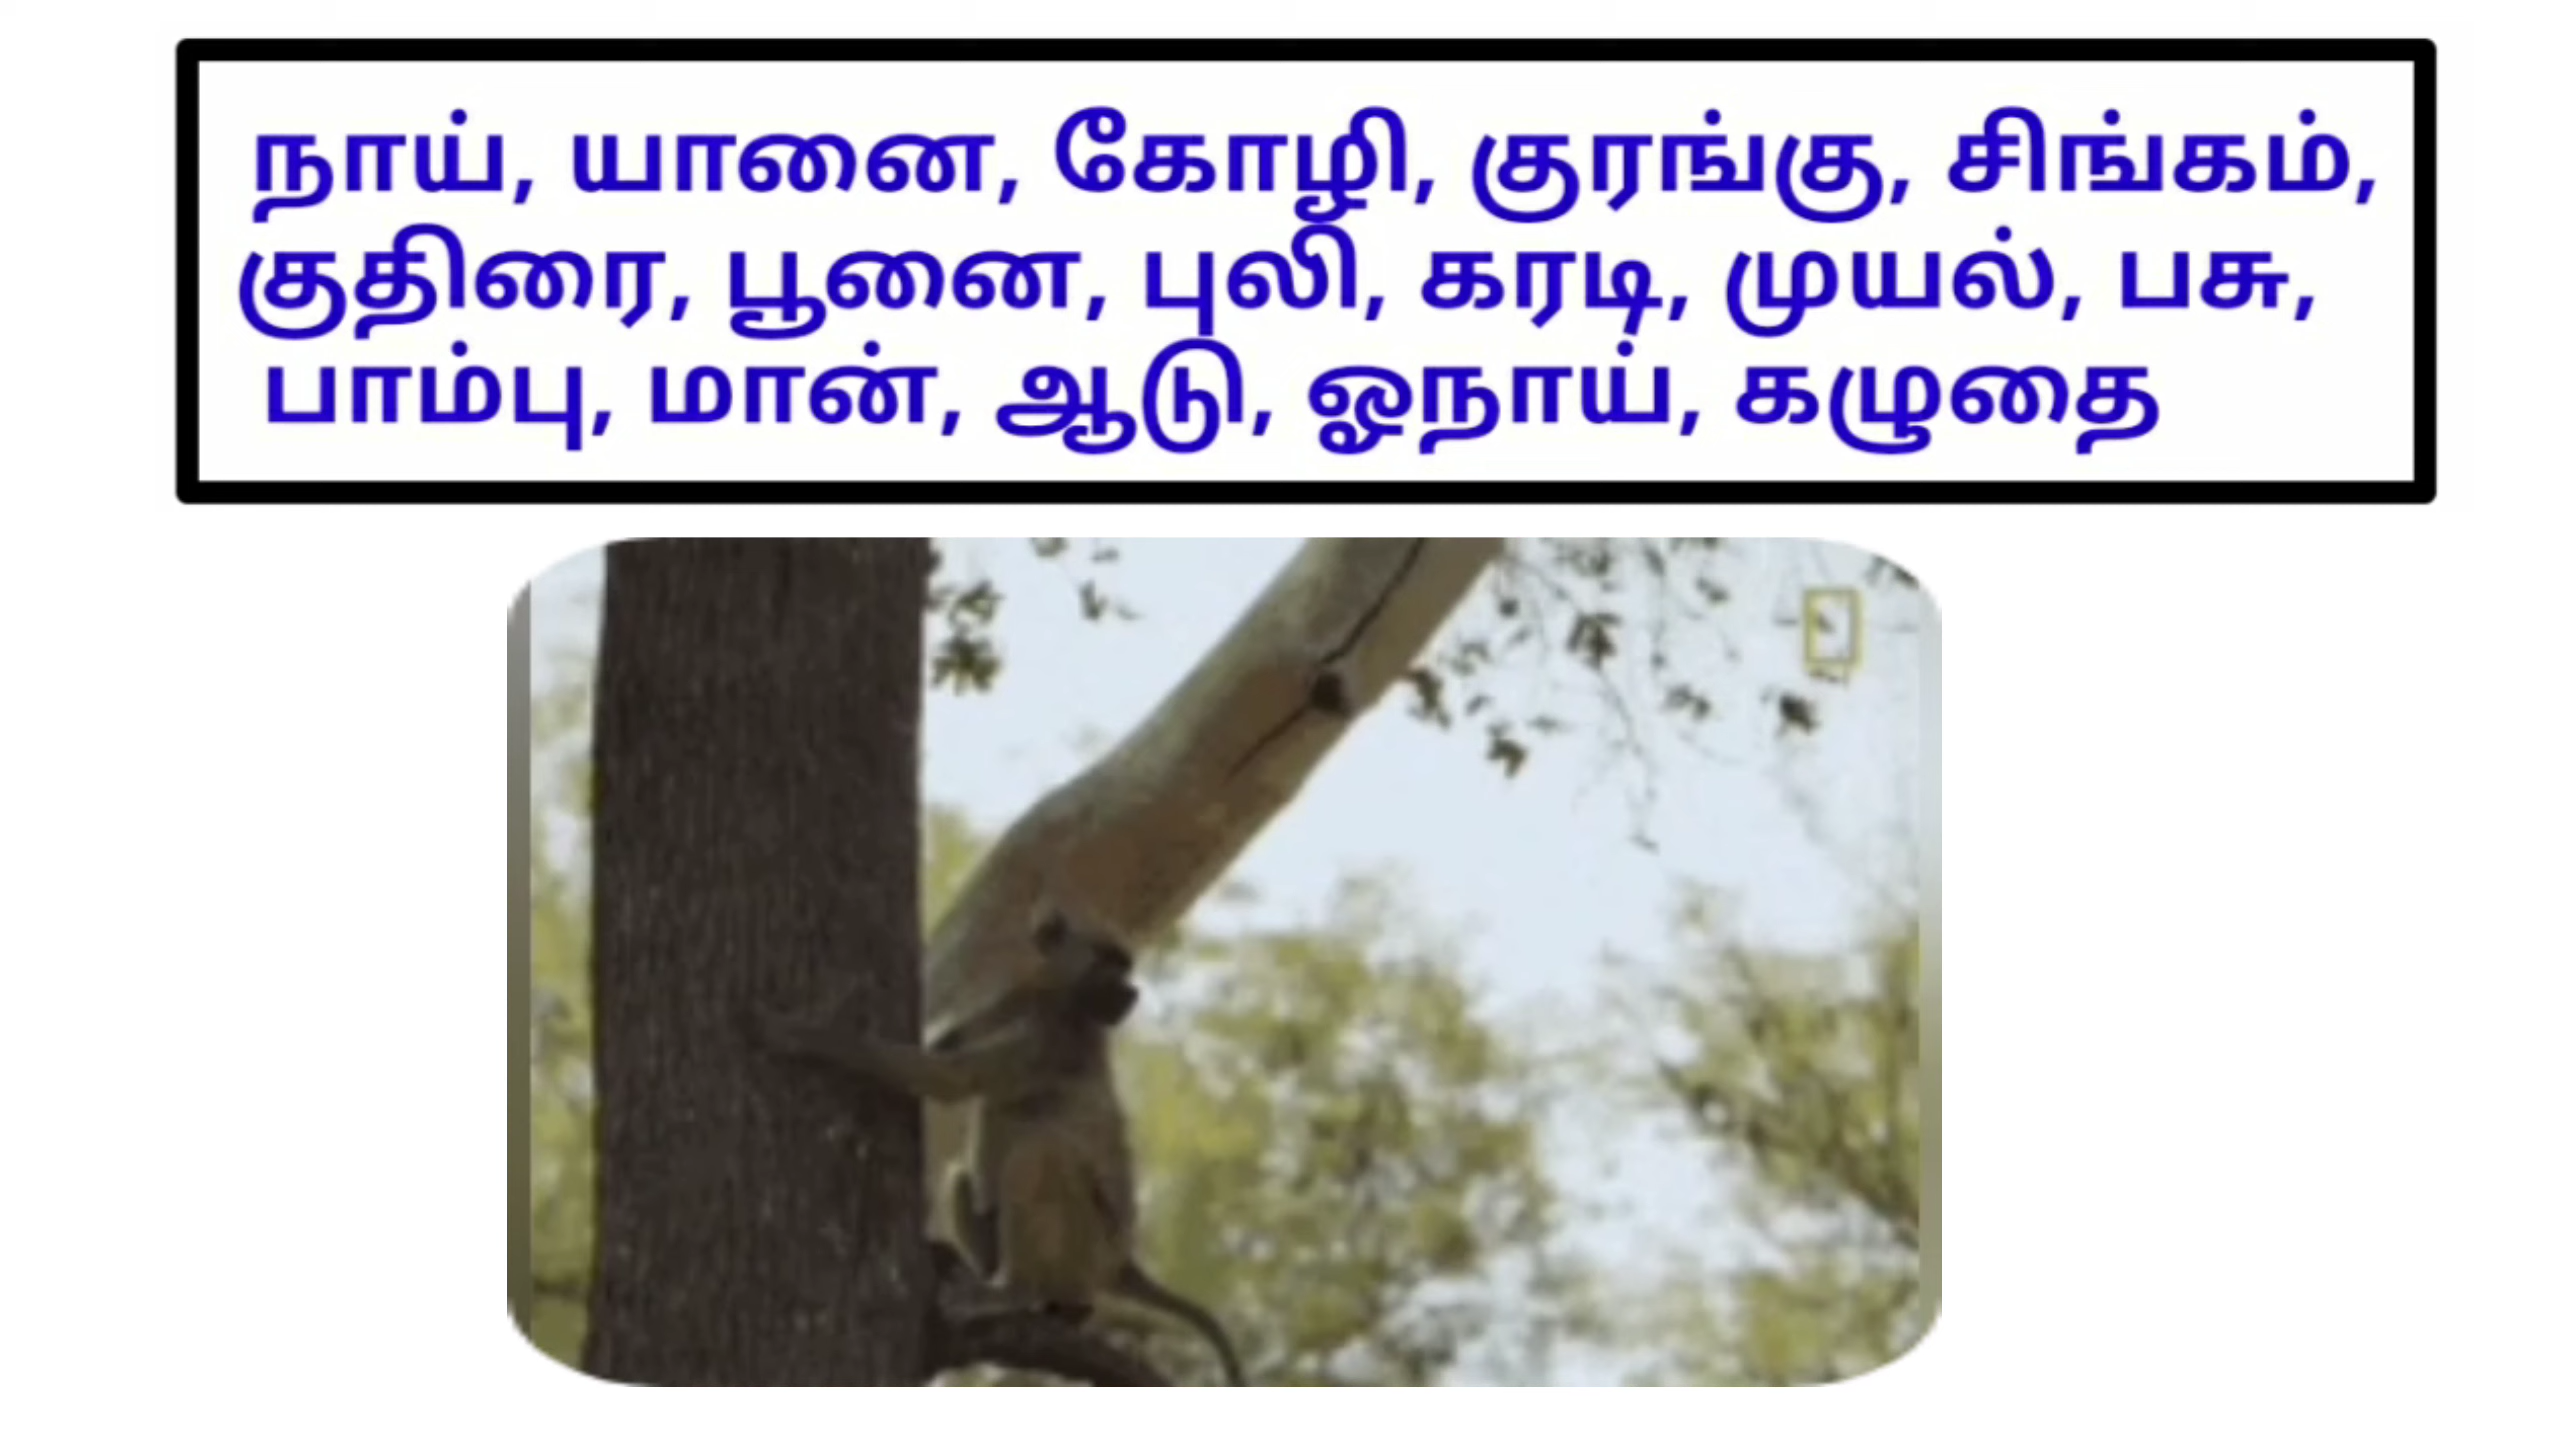 நாய், யானை, கோழி, குரங்கு, சிங்கம்,
குதிரை, பூனை, புலி, கரடி, முயல், பசு,
பாம்பு, மான், ஆடு, ஓநாய், கழுதை